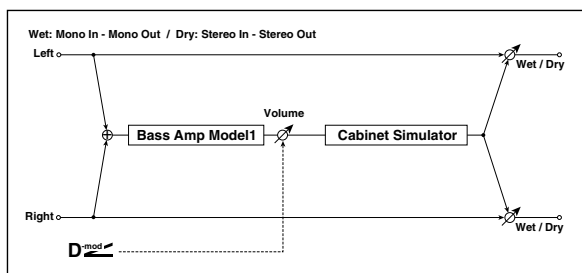 Wet: Mono In - Mono Out / Dry: Stereo In - Stereo Out
Left
Wet / Dry
Volume
Bass Amp Model1
Cabinet Simulator
Right
Wet / Dry
D-mod